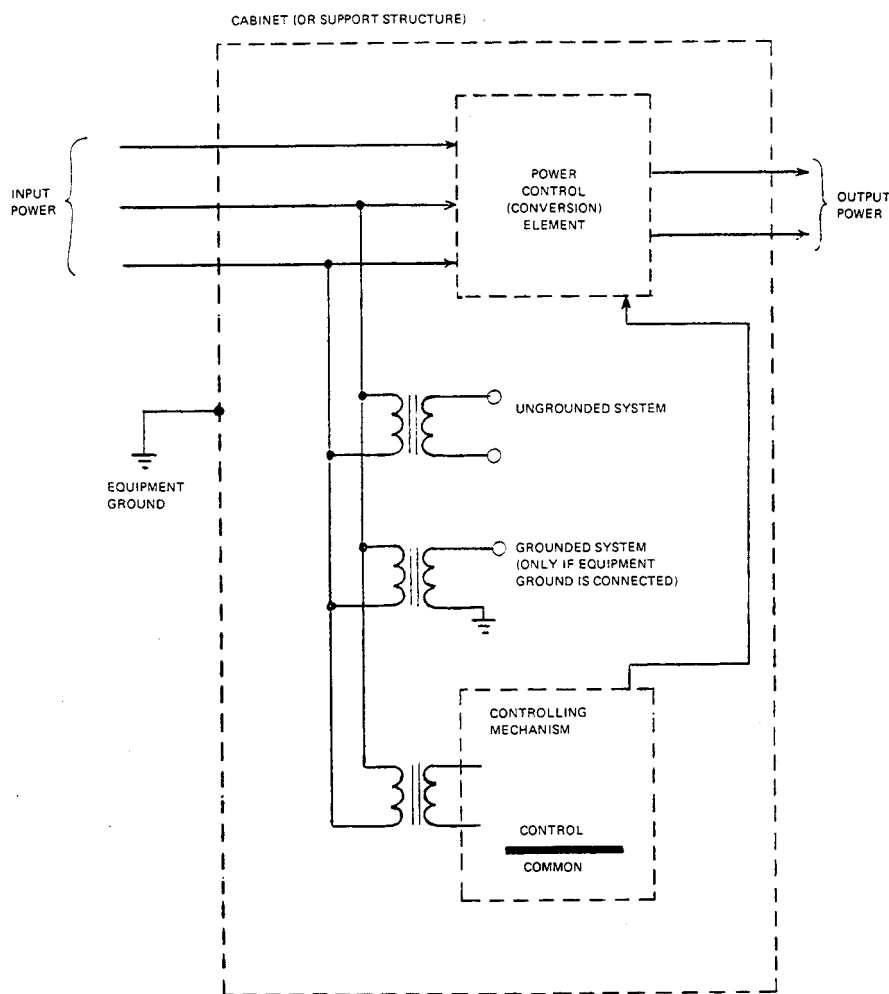 CABINET (OR SUPPORT STRUCTURE)
INPUT
POWER
POWER
CONTROL
(CONVERSION)
ELEMENT
OUTPUT
POWER
UNGROUNDED SYSTEM
EQUIPMENT
GROUND
GROUNDED SYSTEM
(ONLY IF EQUIPMENT
GROUND IS CONNECTED)
CONTROLLING
MECHANISM
CONTROL
COMMON